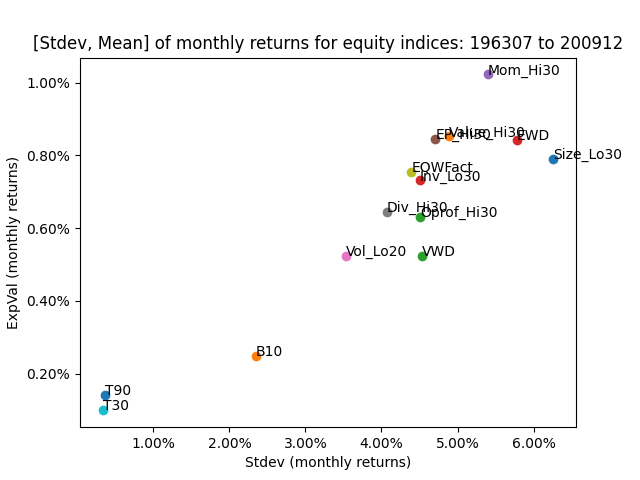 [Stdev, Mean] of monthly returns for equity indices: 196307 to 200912
Mom_Hi30
1.00%
Value_Hi30
EP_Hi30
EWD
0.80%
Size_Lo30
EQWFact
Inv_Lo30
Div_Hi30
Oprof_Hi30
0.60%
Vol_Lo20
VWD
0.40%
B10
0.20%
T90
T30
ExpVal (monthly returns)
1.00% 2.00% 3.00% 4.00% 5.00% 6.00%
Stdev (monthly returns)